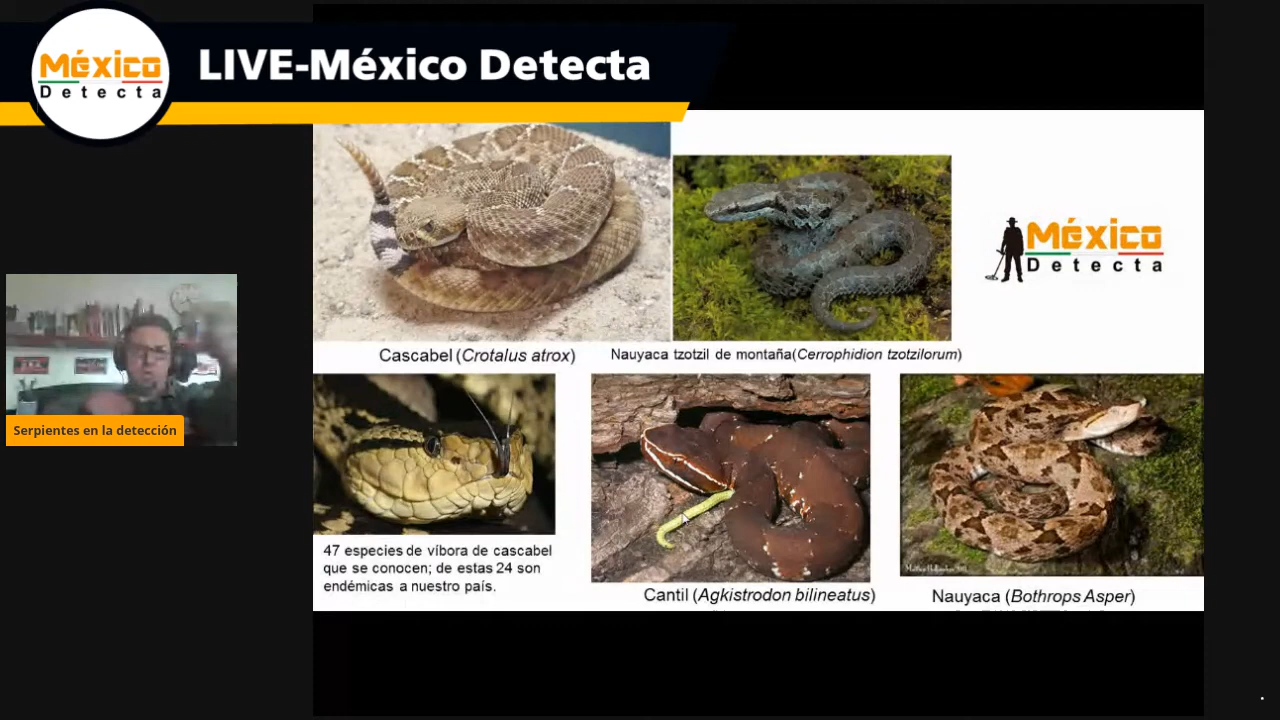 México
Detecta
LIVE-México Detecta
México
Detecta
Cascabel (Crotalus atrox)
Nauyaca tzotzil de montaña(Cerrophidion tzotzilorum)
Serpientes en la detección
47 especies de víbora de cascabel
que se conocen; de estas 24 son
endémicas a nuestro país.
Cantil (Agkistrodon bilineatus)
Nauyaca (Bothrops Asper)